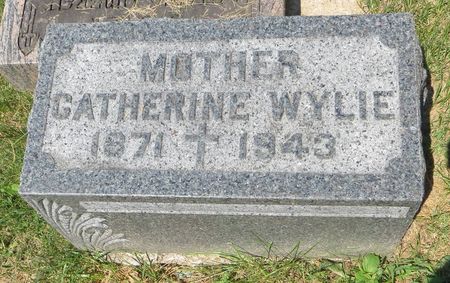 MOTHER
CATHERINE WYLIE
1871 1943